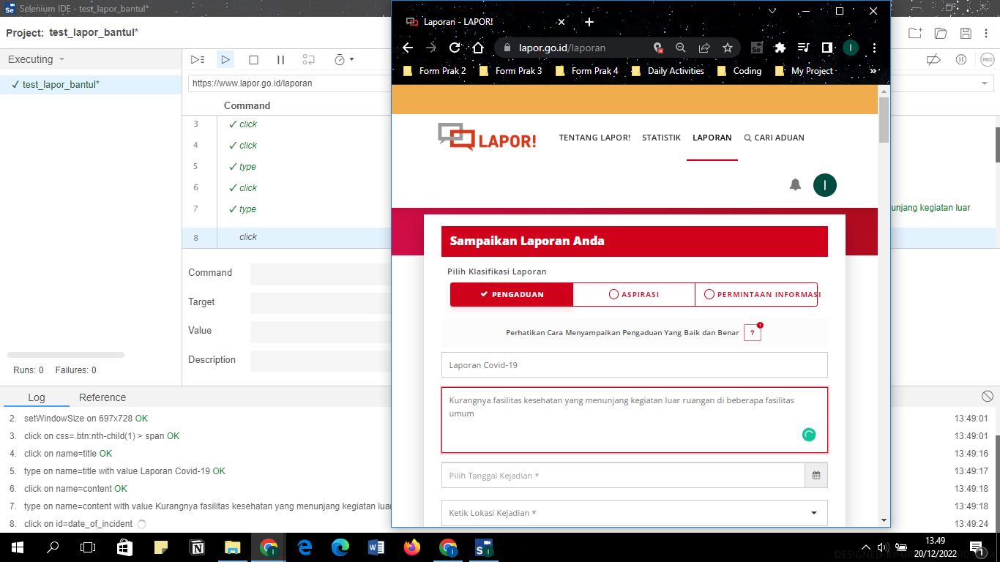 Selenium IDE - test_lapor_bantul*
Project: test_lapor_bantul*
Executing
✓ test_lapor_bantul*
Runs: 0 Failures: 0
https://www.lapor.go.id/laporan
Command
3 ✓ click
4 ✓ click
5 ✓ type
6 ✓ click
7 ✓ type
8 click
unjang kegiatan luar
REC
Command
Target
Value
Description
Laporan - LAPOR!
lapor.go.id/laporan
Form Prak 2 Form Prak 3 Form Prak 4 Daily Activities Coding My Project »
LAPOR!
TENTANG LAPOR! STATISTIK LAPORAN CARI ADUAN
I
Sampaikan Laporan Anda
Pilih Klasifikasi Laporan
PENGADUAN ASPIRASI PERMINTAAN INFORMASI
Perhatikan Cara Menyampaikan Pengaduan Yang Baik dan Benar ?
Laporan Covid-19
Kurangnya fasilitas kesehatan yang menunjang kegiatan luar ruangan di beberapa fasilitas
umum
Pilih Tanggal Kejadian *
Ketik Lokasi Kejadian *
Log Reference
2. setWindowSize on 697x728 OK 13:49:01
3. click on css=.btn:nth-child(1) > span OK 13:49:01
4. click on name=title OK 13:49:16
5. type on name=title with value Laporan Covid-19 OK 13:49:17
6. click on name=content OK 13:49:18
7. type on name=content with value Kurangnya fasilitas kesehatan yang menunjang kegiatan luar 13:49:18
8. click on id=date_of_incident 13:49:24
13.49
20/12/2022
1